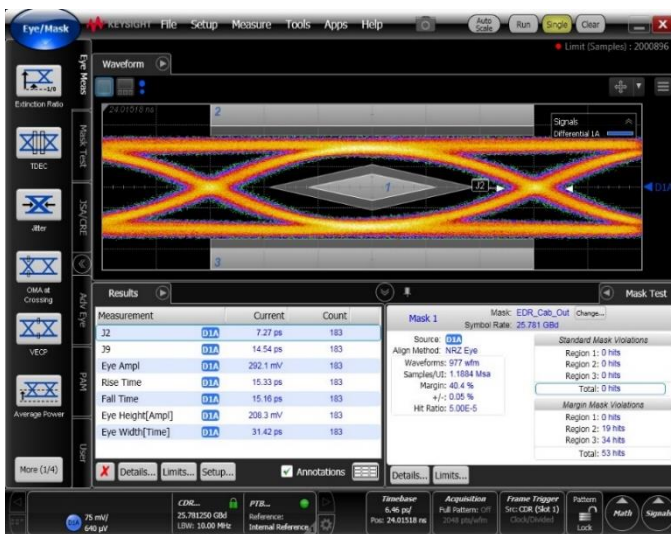 Eye/Mask
KEYSIGHT File Setup Measure Tools Apps Help
Auto Scale
Run
Single
Clear
Limit (Samples) : 2000896
Eye Meas
Mask Test
JSA/CRE
Adv Eye
PAM
User
Extinction Ratio
TDEC
Jitter
OMA at
Crossing
VECP
Average Power
More (1/4)
Waveform
24.01518 ns
2
Signals
Differential 1A
1
J2
D1A
3
Results
Measurement Current Count
J2 D1A 7.27 ps 183
J9 D1A 14.54 ps 183
Eye Ampl D1A 292.1 mV 183
Rise Time D1A 15.33 ps 183
Fall Time D1A 15.16 ps 183
Eye Height[Ampl] D1A 208.3 mV 183
Eye Width[Time] D1A 31.42 ps 183
Details... Limits... Setup... Annotations
Mask Test
Mask 1
Mask: EDR_Cab_Out Change...
Symbol Rate: 25.781 GBd
Source: D1A
Align Method: NRZ Eye
Waveforms: 977 wfm
Samples/UI: 1.1884 Msa
Margin: 40.4 %
+/-: 0.05 %
Hit Ratio: 5.00E-5
Standard Mask Violations
Region 1: 0 hits
Region 2: 0 hits
Region 3: 0 hits
Total: 0 hits
Margin Mask Violations
Region 1: 0 hits
Region 2: 19 hits
Region 3: 34 hits
Total: 53 hits
Details... Limits...
D1A
75 mV/
640 µV
CDR...
25.781250 GBd
LBW: 10.00 MHz
PTB...
Reference:
Internal Reference
Timebase
6.46 ps/
Pos: 24.01518 ns
Acquisition
Full Pattern: Off
2048 pts/wfm
Frame Trigger
Src: CDR (Slot 1)
Clock/Divided
Pattern
Lock
Math
Signals